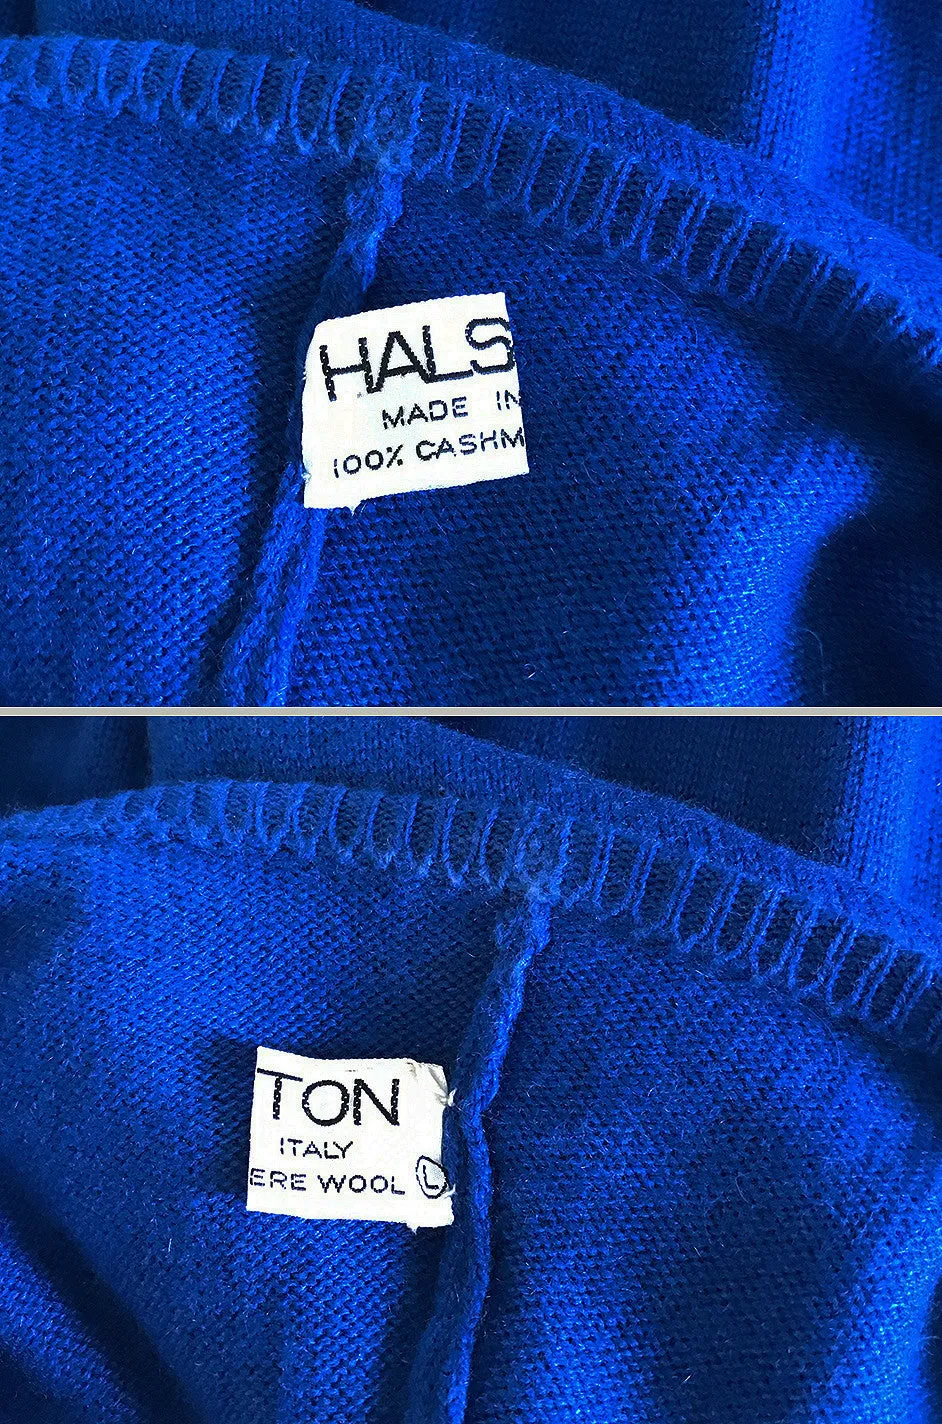 HALS
MADE IN
100% CASHM
TON
ITALY
ERE WOOL L